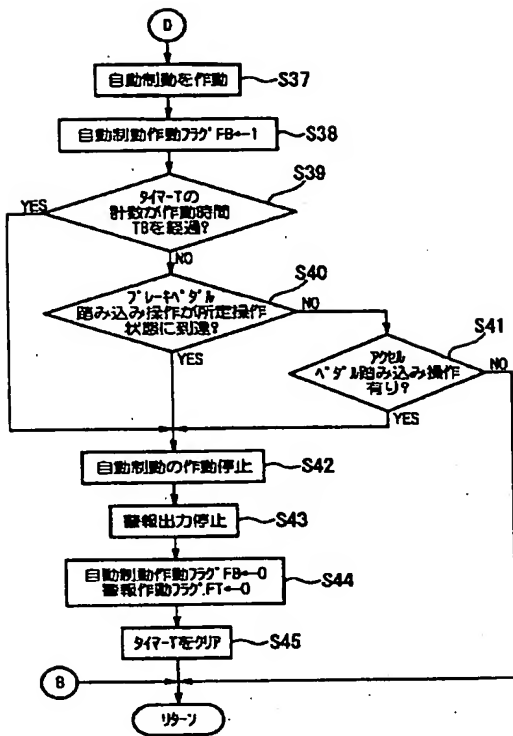 D
自動制動を作動
S37
自動制動作動フラグFB←1
S38
タイマーTの
計数が作動時間
TBを経過?
S39
YES
NO
ブレーキペダル
踏み込み操作が所定操作
状態に到達?
S40
NO
YES
アクセル
ペダル踏み込み操作
有り?
S41
NO
YES
自動制動の作動停止
S42
警報出力停止
S43
自動制動作動フラグFB←0
警報作動フラグFT←0
S44
タイマーTをクリア
S45
B
リターン